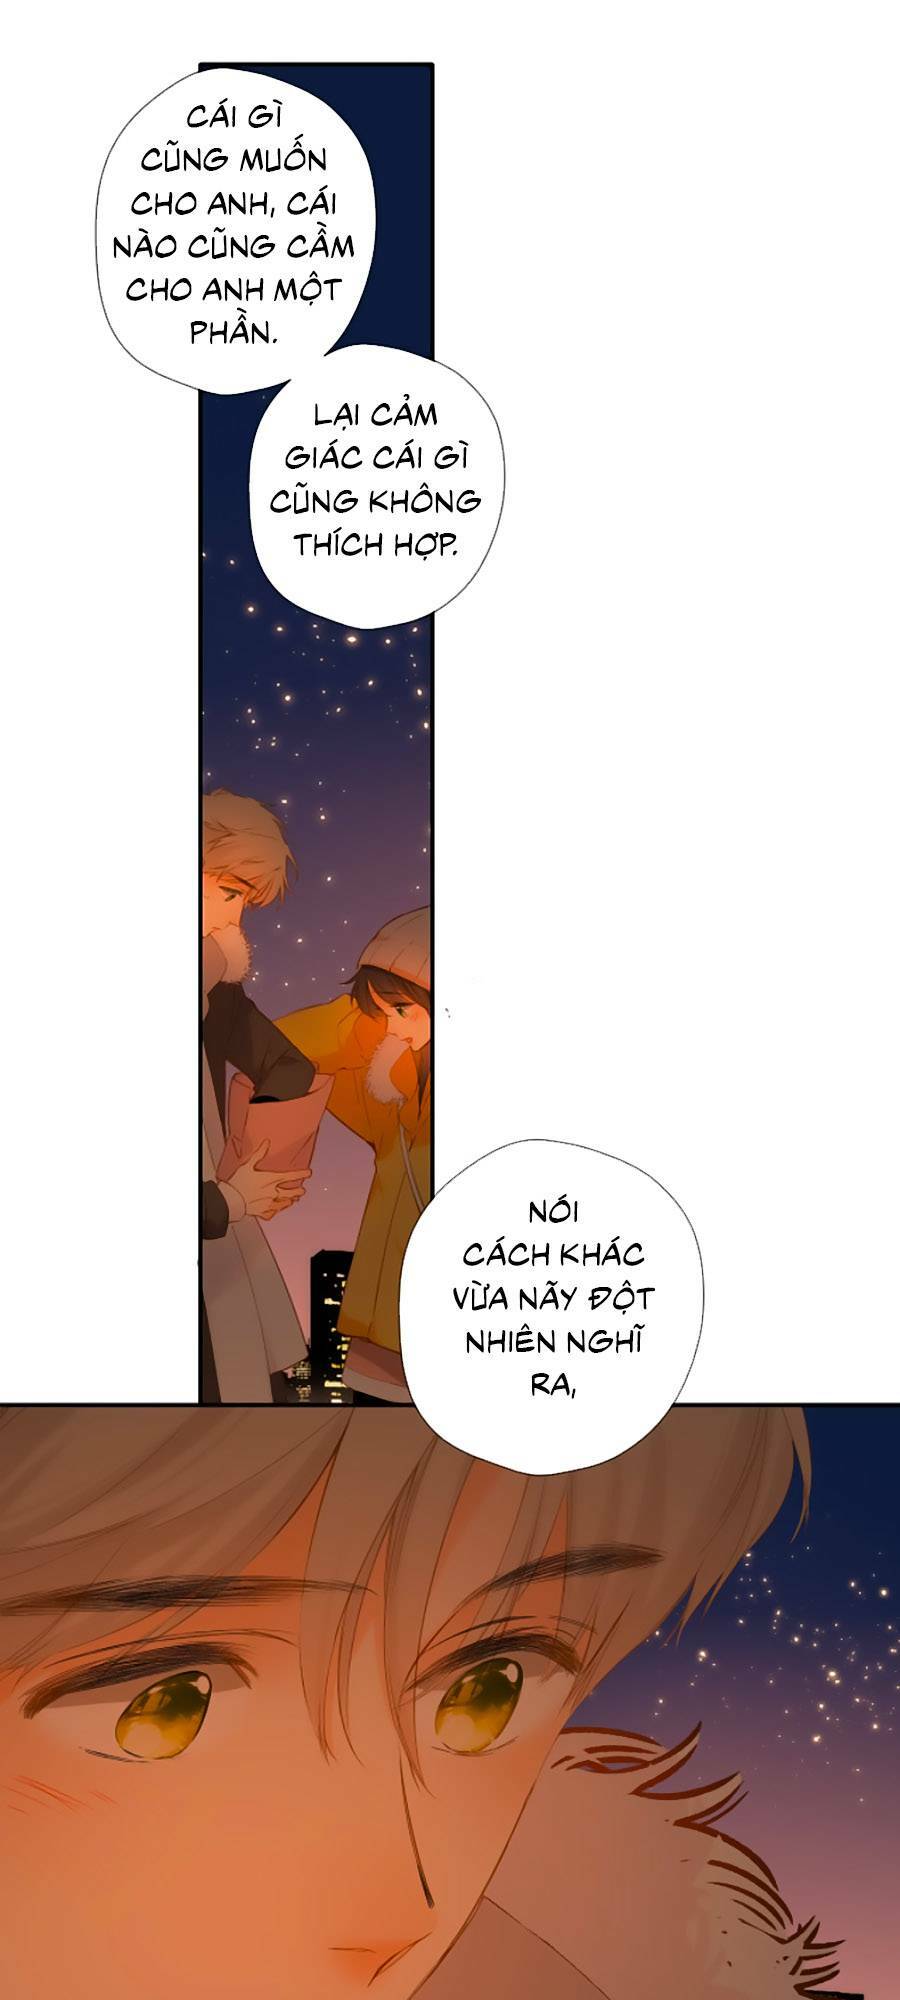 CÁI GÌ
CŨNG MUỐN
CHO ANH, CÁI
NÀO CŨNG CẦM
CHO ANH MỘT
PHẦN.
LẠI CẢM
GIÁC CÁI GÌ
CŨNG KHÔNG
THÍCH HỢP.
NÓI
CÁCH KHÁC
VỪA NÃY ĐỘT
NHIÊN NGHĨ
RA,